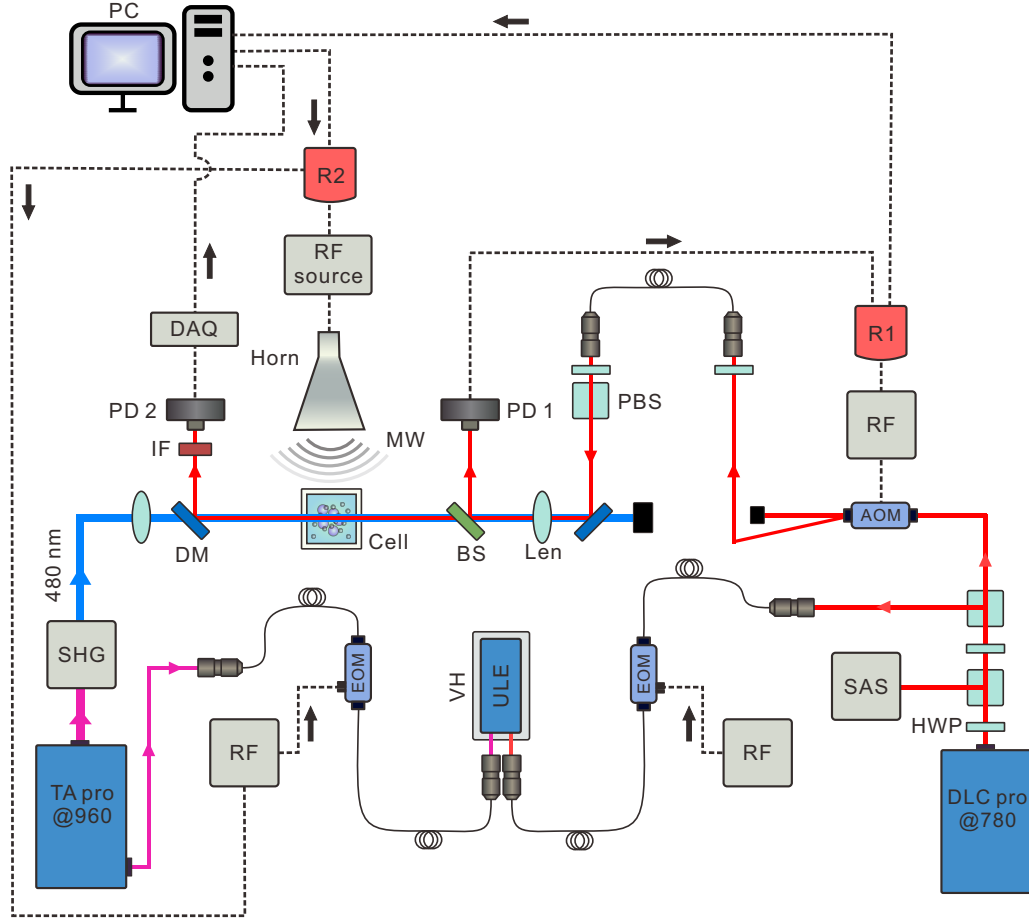 PC
R2
RF
source
DAQ
Horn
R1
PD 2
PD 1
PBS
RF
IF
MW
AOM
DM
Cell
BS
Len
480 nm
SHG
EOM
VH
ULE
EOM
SAS
HWP
RF
RF
TA pro
@960
DLC pro
@780